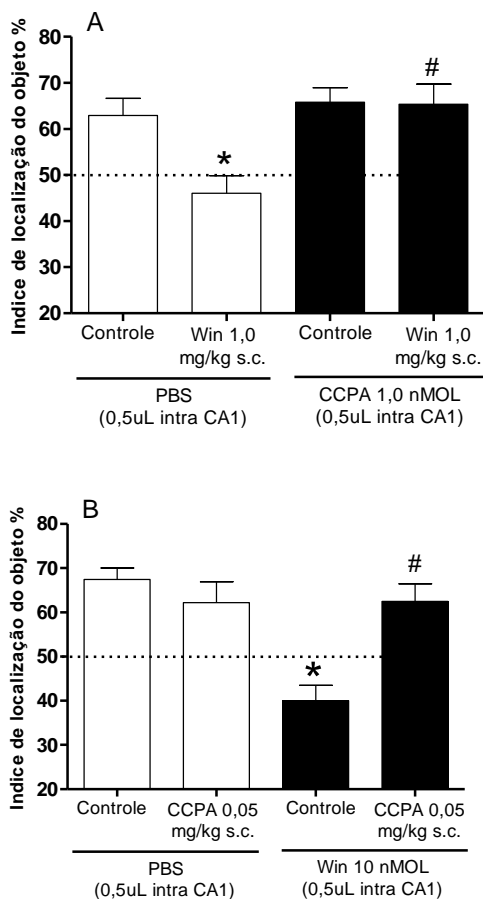 A
Indice de localização do objeto %
80
70
60
50
40
30
20
*
#
Controle
Win 1,0
mg/kg s.c.
Controle
Win 1,0
mg/kg s.c.
PBS
(0,5uL intra CA1)
CCPA 1,0 nMOL
(0,5uL intra CA1)
B
Indice de localização do objeto %
80
70
60
50
40
30
20
*
#
Controle
CCPA 0,05
mg/kg s.c.
Controle
CCPA 0,05
mg/kg s.c.
PBS
(0,5uL intra CA1)
Win 10 nMOL
(0,5uL intra CA1)